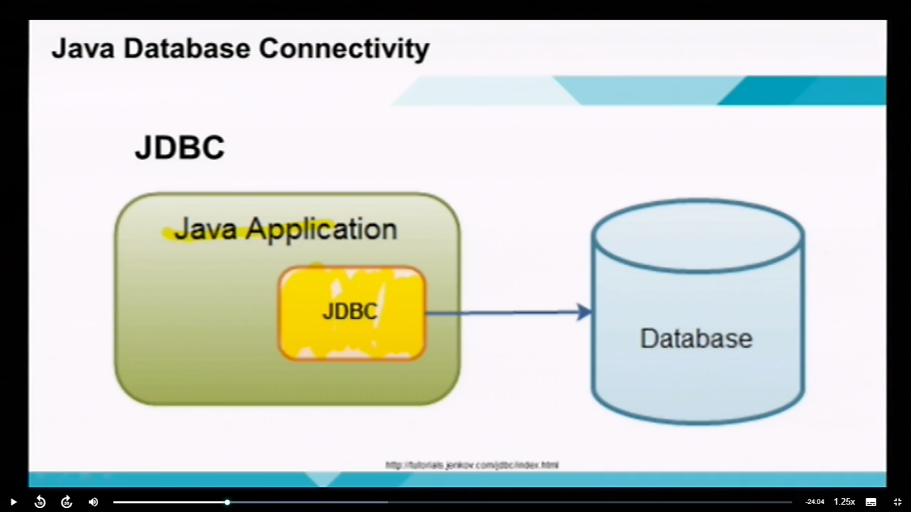 Java Database Connectivity
JDBC
Java Application
JDBC
Database
http://tutorials.jenkov.com/jdbc/index.html
-24:04 1.25x